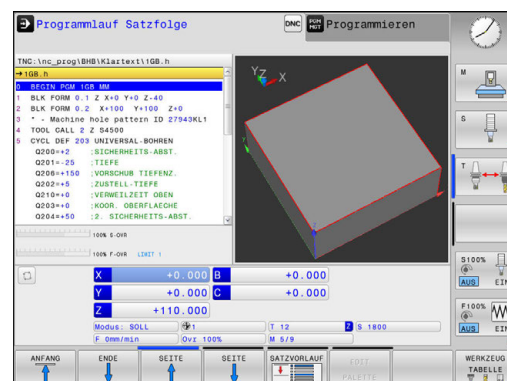 Programmlauf Satzfolge
DNC
Programmieren
TNC:\nc_prog\BHB\Klartext\1GB.h
→1GB.h
0 BEGIN PGM 1GB MM
1 BLK FORM 0.1 Z X+0 Y+0 Z-40
2 BLK FORM 0.2 X+100 Y+100 Z+0
3 * - Machine hole pattern ID 27943KL1
4 TOOL CALL 2 Z S4500
5 CYCL DEF 203 UNIVERSAL-BOHREN
Q200=+2 ;SICHERHEITS-ABST.
Q201=-25 ;TIEFE
Q206=+150 ;VORSCHUB TIEFENZ.
Q202=+5 ;ZUSTELL-TIEFE
Q210=+0 ;VERWEILZEIT OBEN
Q203=+0 ;KOOR. OBERFLAECHE
Q204=+50 ;2. SICHERHEITS-ABST.
Y Z X
M
S
T
100% S-OVR
100% F-OVR LIMIT 1
X +0.000 B +0.000
Y +0.000 C +0.000
Z +110.000
Modus: SOLL 1 T 12 Z S 1800
F 0mm/min Ovr 100% M 5/9
S100%
AUS EIN
F100%
AUS EIN
ANFANG
ENDE
SEITE
SEITE
SATZVORLAUF
EDIT
PALETTE
WERKZEUG
TABELLE